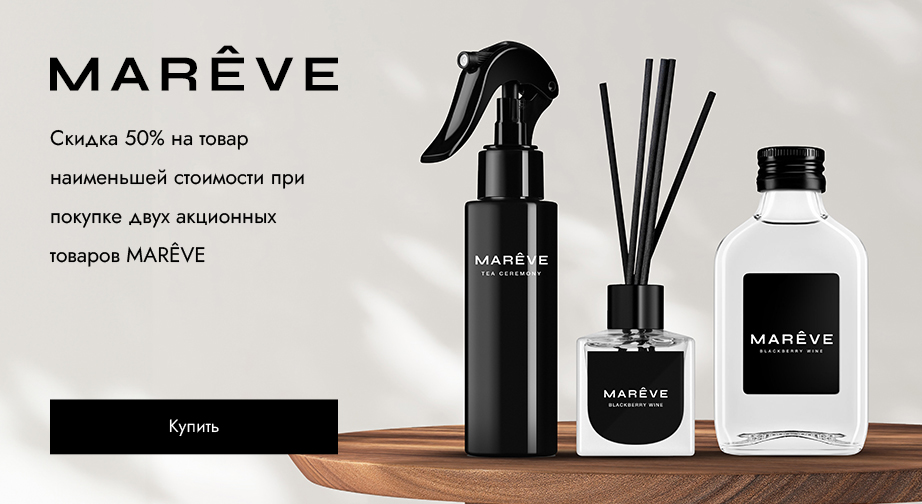 MARÊVE
Скидка 50% на товар
наименьшей стоимости при
покупке двух акционных
товаров MARÊVE
Купить
MARÊVE
TEA CEREMONY
MARÊVE
BLACKBERRY WINE
MARÊVE
BLACKBERRY WINE